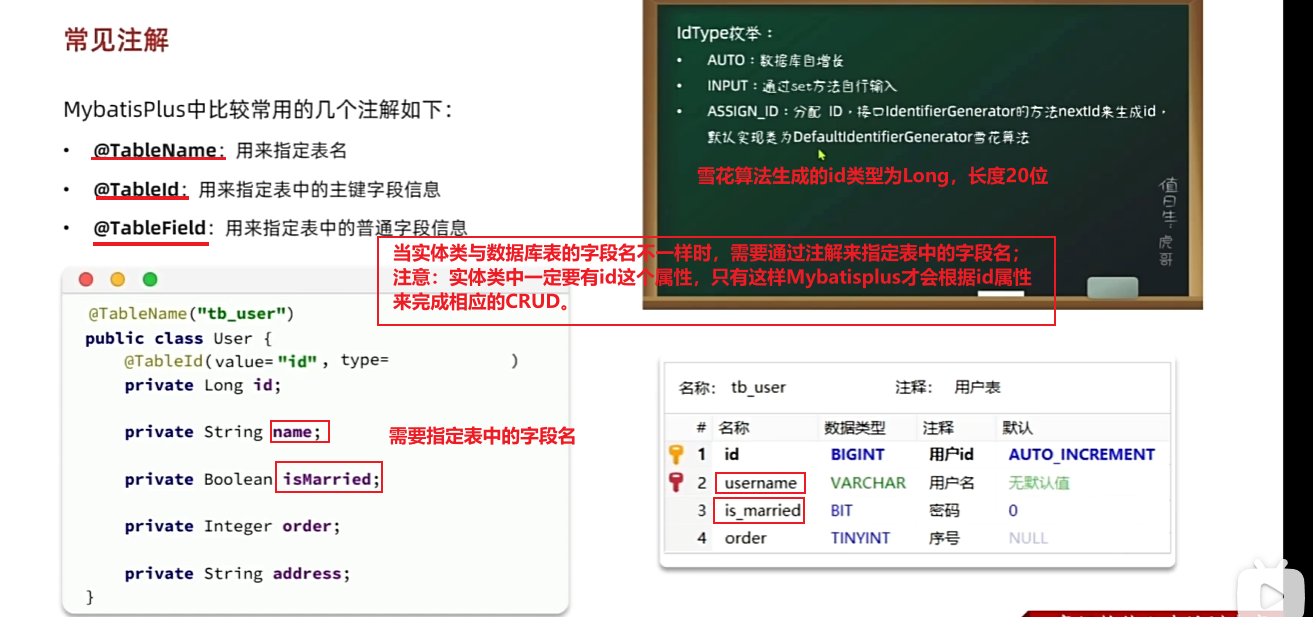 常见注解
MybatisPlus中比较常用的几个注解如下：
• @TableName：用来指定表名
• @TableId：用来指定表中的主键字段信息
• @TableField：用来指定表中的普通字段信息
IdType枚举：
• AUTO：数据库自增长
• INPUT：通过set方法自行输入
• ASSIGN_ID：分配 ID，接口IdentifierGenerator的方法nextId来生成id，
默认实现类为DefaultIdentifierGenerator雪花算法
雪花算法生成的id类型为Long，长度20位
值日生：虎哥
当实体类与数据库表的字段名不一样时，需要通过注解来指定表中的字段名；
注意：实体类中一定要有id这个属性，只有这样Mybatisplus才会根据id属性
来完成相应的CRUD。
@TableName("tb_user")
public class User {
@TableId(value="id", type= )
private Long id;
private String name;
需要指定表中的字段名
private Boolean isMarried;
private Integer order;
private String address;
}
名称： tb_user 注释： 用户表
# 名称 数据类型 注释 默认
1 id BIGINT 用户id AUTO_INCREMENT
2 username VARCHAR 用户名 无默认值
3 is_married BIT 密码 0
4 order TINYINT 序号 NULL